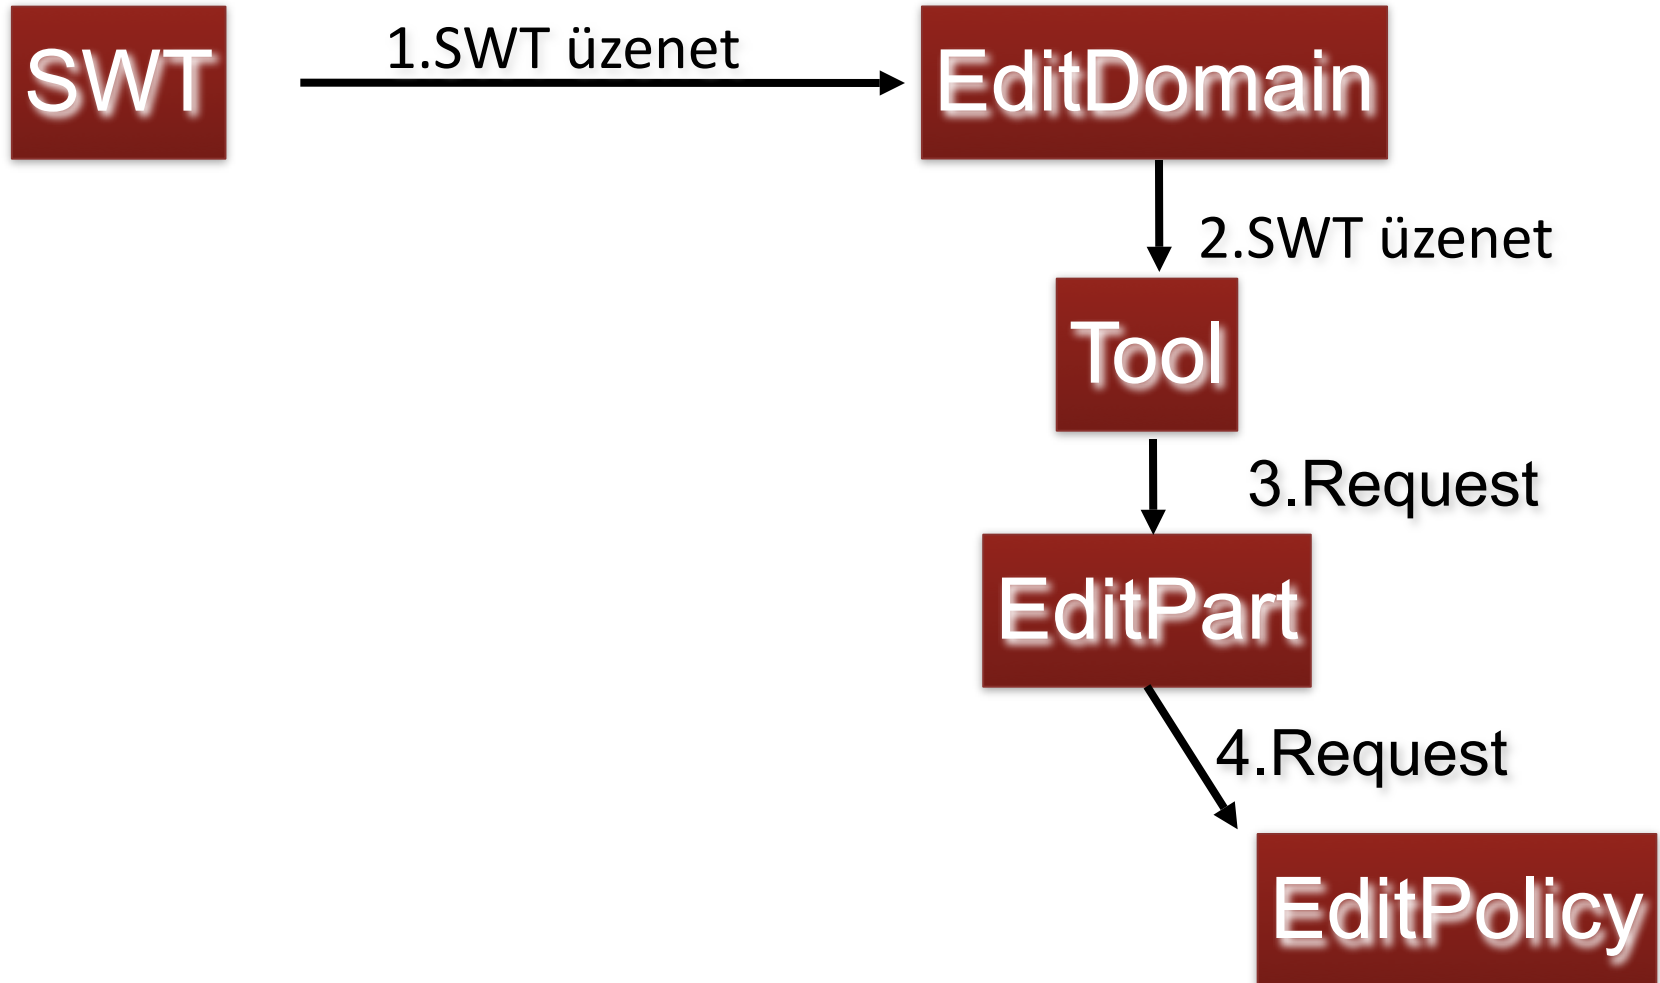 SWT
1.SWT üzenet
EditDomain
2.SWT üzenet
Tool
3.Request
EditPart
4.Request
EditPolicy